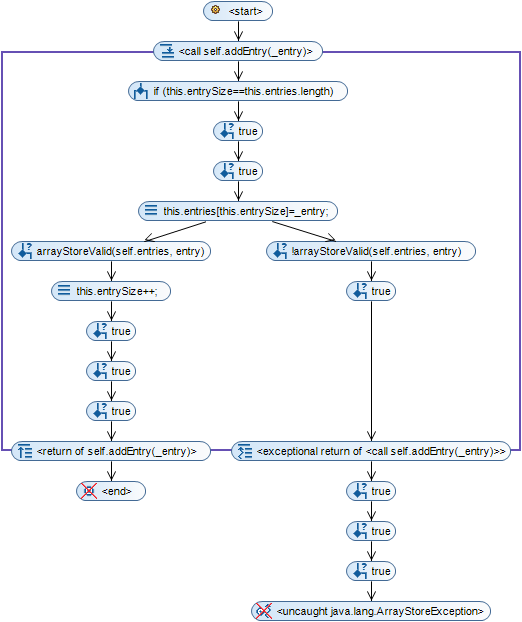 <start>
<call self.addEntry(_entry)>
if (this.entrySize==this.entries.length)
true
true
this.entries[this.entrySize]=_entry;
arrayStoreValid(self.entries, entry)
!arrayStoreValid(self.entries, entry)
this.entrySize++;
true
true
true
true
<return of self.addEntry(_entry)>
<exceptional return of <call self.addEntry(_entry)>>
<end>
true
true
true
<uncaught java.lang.ArrayStoreException>